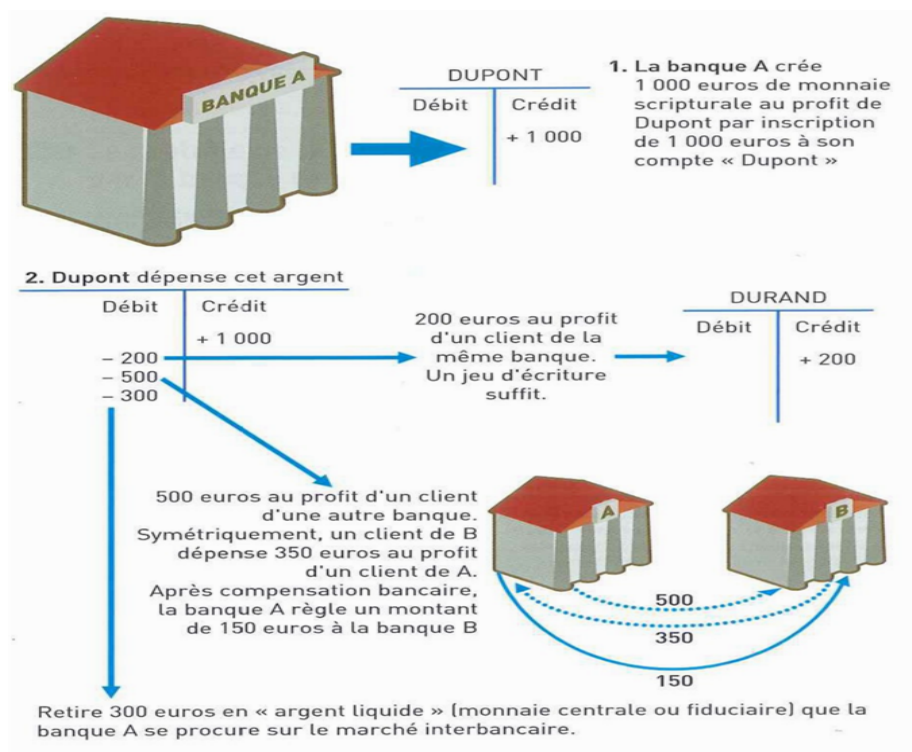 BANQUE A
DUPONT
Débit Crédit
+ 1 000
1. La banque A crée
1 000 euros de monnaie
scripturale au profit de
Dupont par inscription
de 1 000 euros à son
compte « Dupont »
2. Dupont dépense cet argent
Débit Crédit
+ 1 000
– 200
– 500
– 300
200 euros au profit
d'un client de la
même banque.
Un jeu d'écriture
suffit.
DURAND
Débit Crédit
+ 200
500 euros au profit d'un client
d'une autre banque.
Symétriquement, un client de B
dépense 350 euros au profit
d'un client de A.
Après compensation bancaire,
la banque A règle un montant
de 150 euros à la banque B
A
B
500
350
150
Retire 300 euros en « argent liquide » (monnaie centrale ou fiduciaire) que la
banque A se procure sur le marché interbancaire.